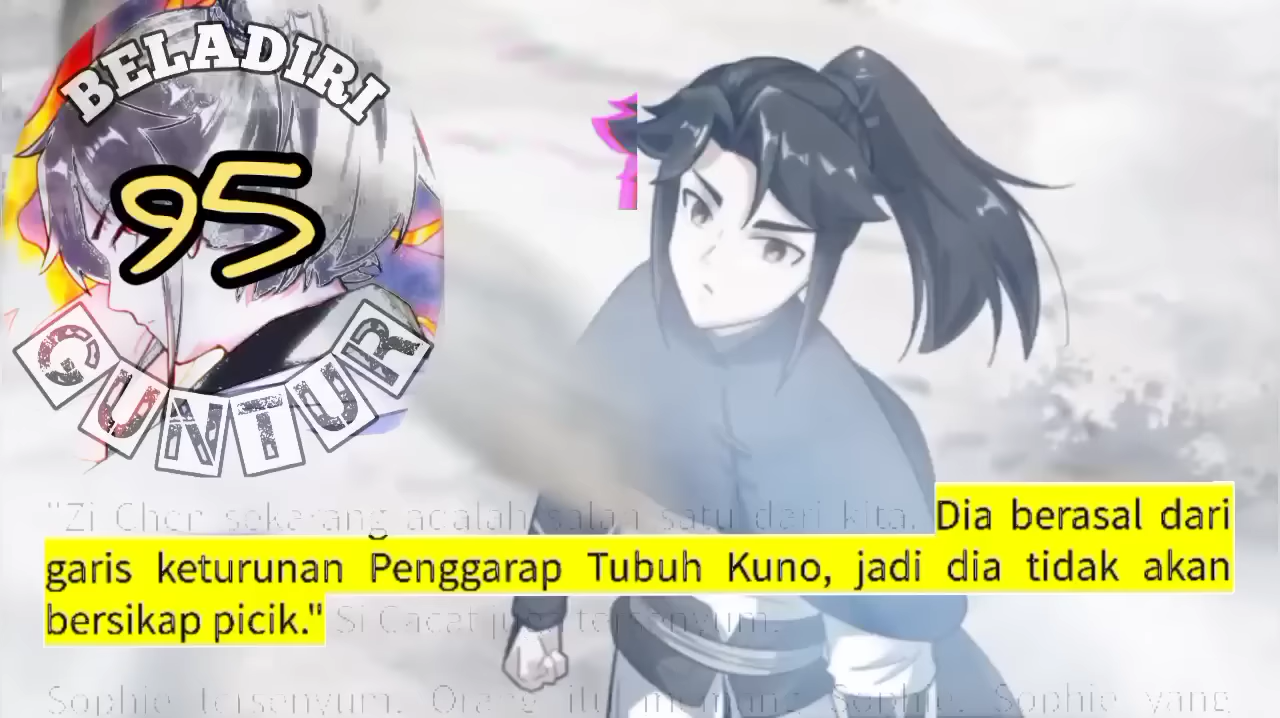 BELADIRI
95
GUNTUR
"Zi Chen sekarang adalah salah satu dari kita. Dia berasal dari
garis keturunan Penggarap Tubuh Kuno, jadi dia tidak akan
bersikap picik." Si Cacat juga tersenyum.
Sophie tersenyum. Orang itu memang Sophie. Sophie yang